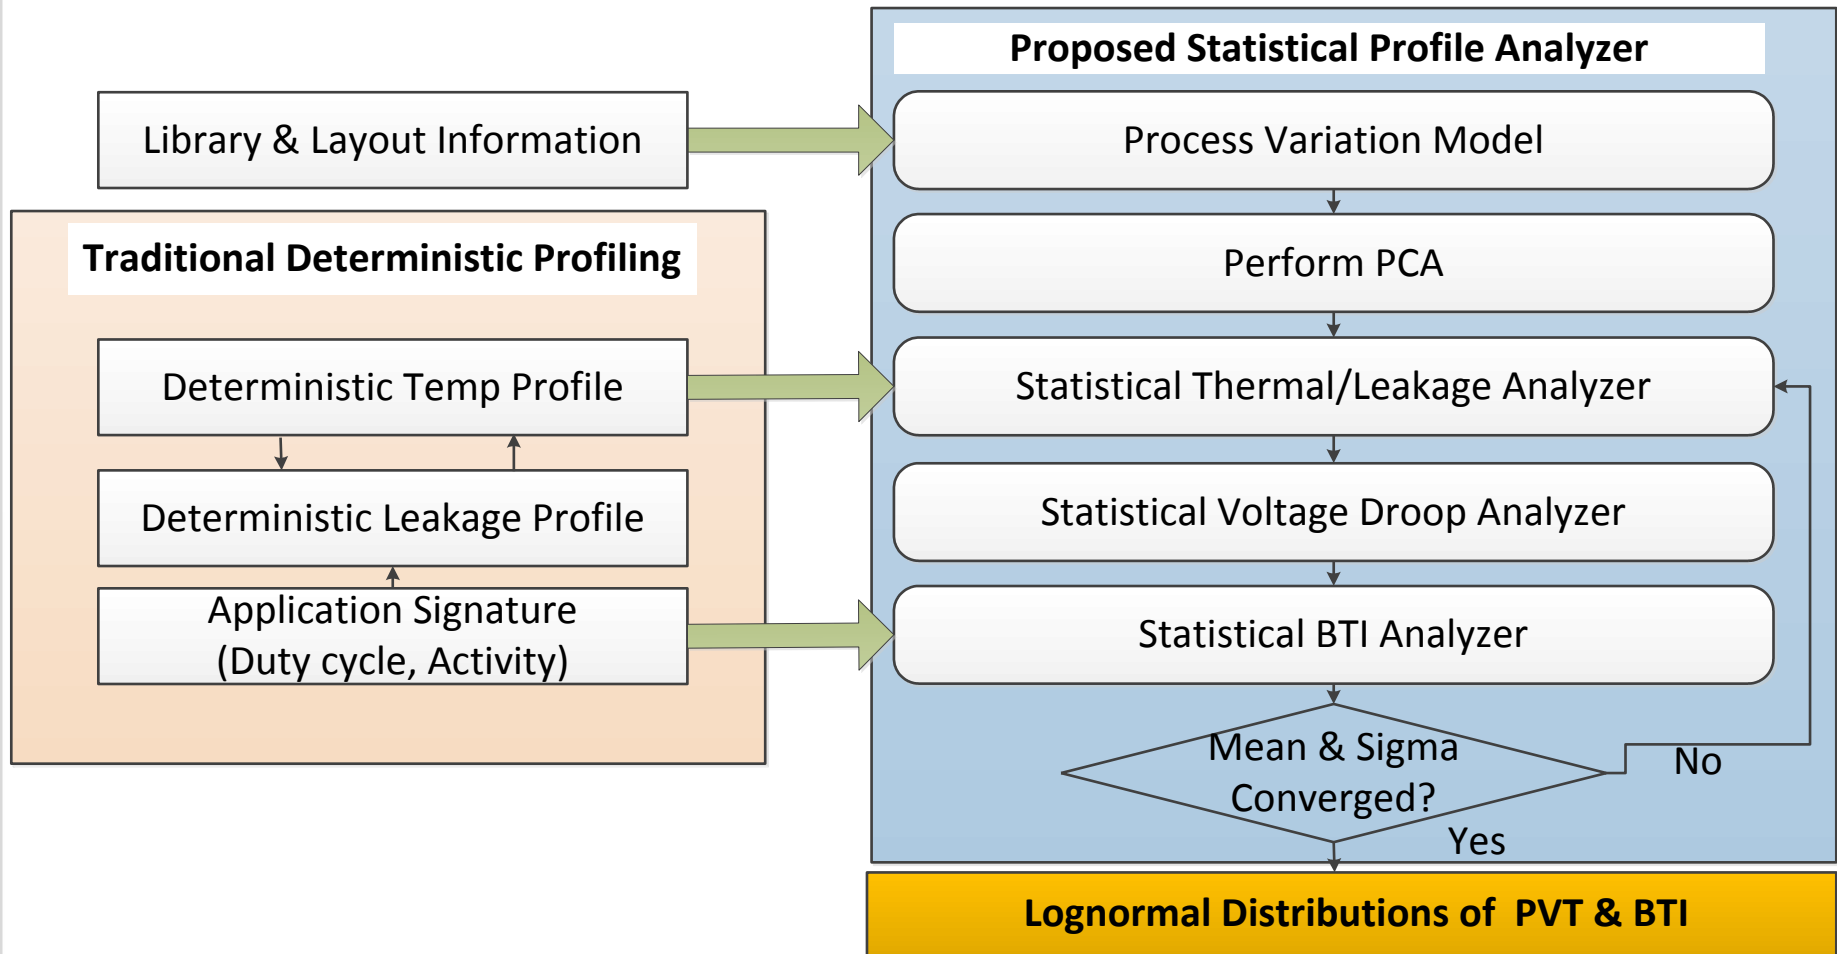 Proposed Statistical Profile Analyzer
Library & Layout Information
Process Variation Model
Traditional Deterministic Profiling
Perform PCA
Deterministic Temp Profile
Statistical Thermal/Leakage Analyzer
Deterministic Leakage Profile
Statistical Voltage Droop Analyzer
Application Signature
(Duty cycle, Activity)
Statistical BTI Analyzer
Mean & Sigma
Converged?
No
Yes
Lognormal Distributions of PVT & BTI